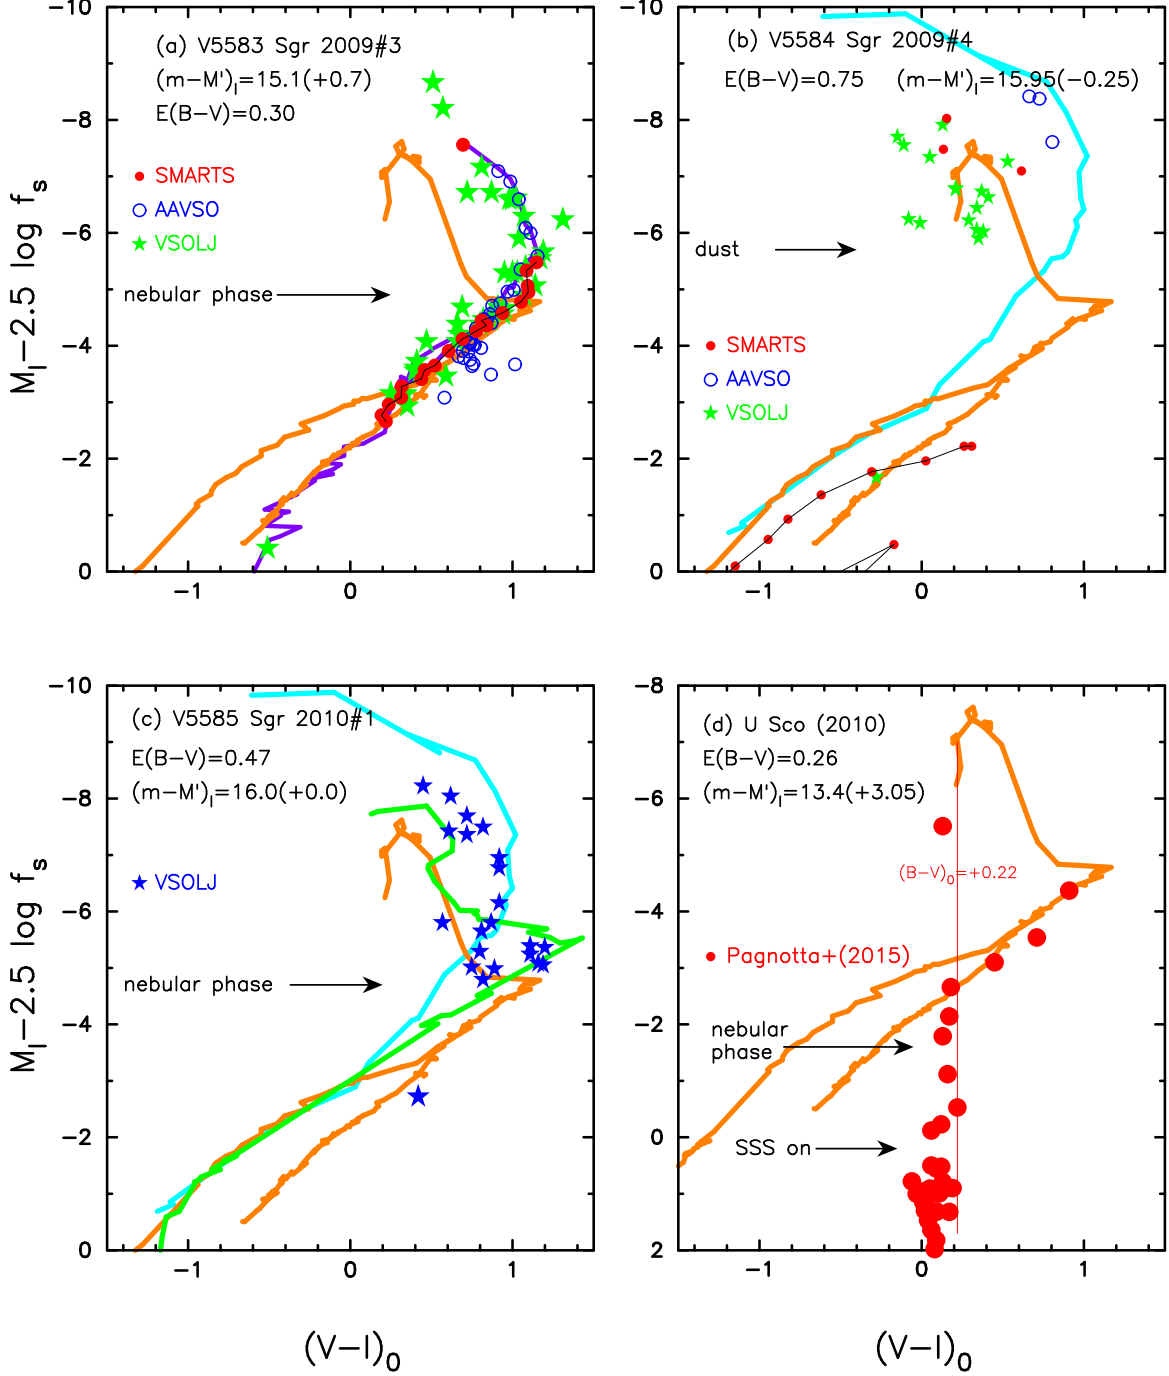 (a) V5583 Sgr 2009#3
(m−M')I=15.1(+0.7)
E(B−V)=0.30
SMARTS
AAVSO
VSOLJ
nebular phase
MI−2.5 log fs
−10
−8
−6
−4
−2
0
−1
0
1
(b) V5584 Sgr 2009#4
E(B−V)=0.75 (m−M')I=15.95(−0.25)
dust
SMARTS
AAVSO
VSOLJ
−10
−8
−6
−4
−2
0
−1
0
1
(c) V5585 Sgr 2010#1
E(B−V)=0.47
(m−M')I=16.0(+0.0)
VSOLJ
nebular phase
MI−2.5 log fs
−10
−8
−6
−4
−2
0
−1
0
1
(V−I)0
(d) U Sco (2010)
E(B−V)=0.26
(m−M')I=13.4(+3.05)
(B−V)0=+0.22
Pagnotta+(2015)
nebular
phase
SSS on
−8
−6
−4
−2
0
2
−1
0
1
(V−I)0